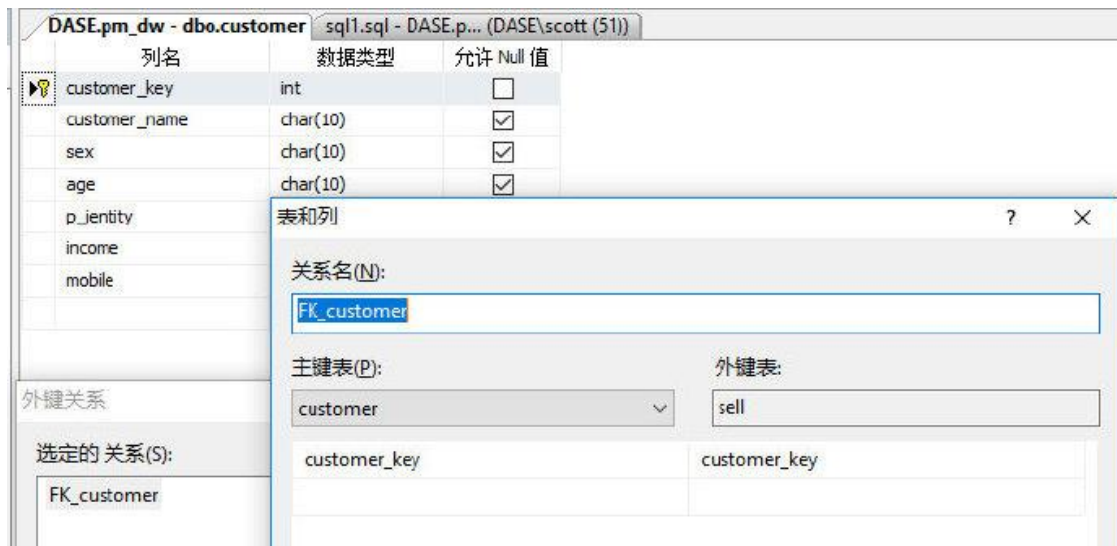 DASE.pm_dw - dbo.customer sql1.sql - DASE.p... (DASE\scott (51))
列名 数据类型 允许 Null 值
customer_key int
customer_name char(10)
sex char(10)
age char(10)
p_ientity
income
mobile
表和列 ?
关系名(N):
FK_customer
主键表(P): 外键表:
customer sell
customer_key customer_key
外键关系
选定的 关系(S):
FK_customer